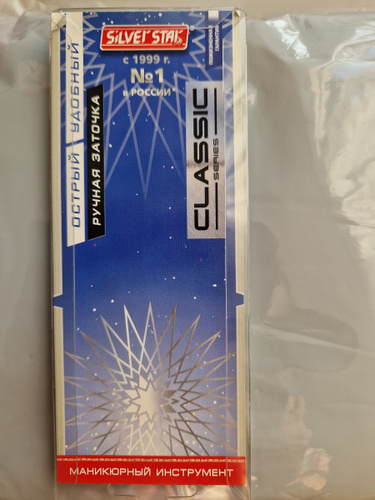 SILVER STAR
с 1999 г.
№1
в РОССИИ
ОСТРЫЙ УДОБНЫЙ
РУЧНАЯ ЗАТОЧКА
CLASSIC
SERIES
МАНИКЮРНЫЙ ИНСТРУМЕНТ